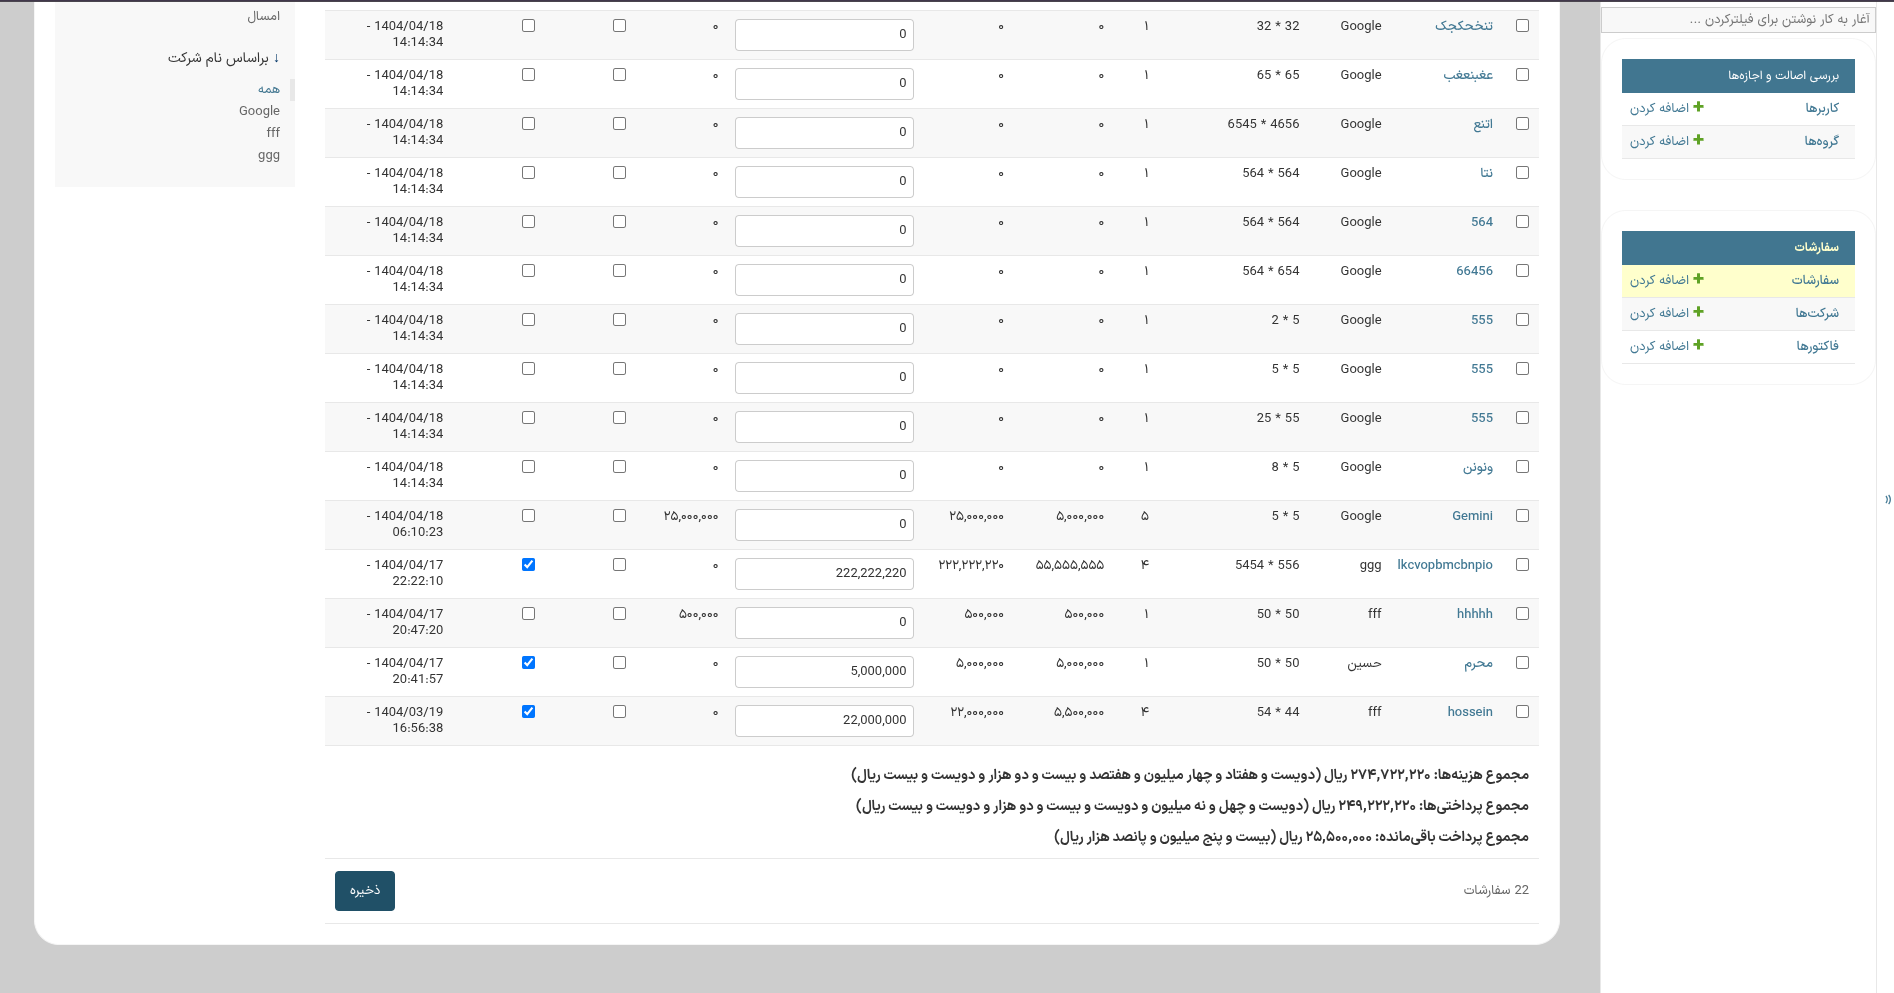 آغاز به کار نوشتن برای فیلترکردن ...
بررسی اصالت و اجازه‌ها
کاربرها
اضافه کردن
گروه‌ها
اضافه کردن
سفارشات
سفارشات
اضافه کردن
شرکت‌ها
اضافه کردن
فاکتورها
اضافه کردن
تنخحکجک Google 32 * 32 ۱ ۰ ۰ 0 ۰ 1404/04/18 -
14:14:34
عغبنعغب Google 65 * 65 ۱ ۰ ۰ 0 ۰ 1404/04/18 -
14:14:34
اتنع Google 6545 * 4656 ۱ ۰ ۰ 0 ۰ 1404/04/18 -
14:14:34
نتا Google 564 * 564 ۱ ۰ ۰ 0 ۰ 1404/04/18 -
14:14:34
564 Google 564 * 564 ۱ ۰ ۰ 0 ۰ 1404/04/18 -
14:14:34
66456 Google 564 * 654 ۱ ۰ ۰ 0 ۰ 1404/04/18 -
14:14:34
555 Google 2 * 5 ۱ ۰ ۰ 0 ۰ 1404/04/18 -
14:14:34
555 Google 5 * 5 ۱ ۰ ۰ 0 ۰ 1404/04/18 -
14:14:34
555 Google 25 * 55 ۱ ۰ ۰ 0 ۰ 1404/04/18 -
14:14:34
ونونن Google 8 * 5 ۱ ۰ ۰ 0 ۰ 1404/04/18 -
14:14:34
Gemini Google 5 * 5 ۵ ۵,۰۰۰,۰۰۰ ۲۵,۰۰۰,۰۰۰ 0 ۲۵,۰۰۰,۰۰۰ 1404/04/18 -
06:10:23
lkcvopbmcbnpio ggg 5454 * 556 ۴ ۵۵,۵۵۵,۵۵۵ ۲۲۲,۲۲۲,۲۲۰ 222,222,220 ۰ 1404/04/17 -
22:22:10
hhhhh fff 50 * 50 ۱ ۵۰۰,۰۰۰ ۵۰۰,۰۰۰ 0 ۵۰۰,۰۰۰ 1404/04/17 -
20:47:20
محرم حسین 50 * 50 ۱ ۵,۰۰۰,۰۰۰ ۵,۰۰۰,۰۰۰ 5,000,000 ۰ 1404/04/17 -
20:41:57
hossein fff 54 * 44 ۴ ۵,۵۰۰,۰۰۰ ۲۲,۰۰۰,۰۰۰ 22,000,000 ۰ 1404/03/19 -
16:56:38
مجموع هزینه‌ها: ۲۷۴,۷۲۲,۲۲۰ ریال (دویست و هفتاد و چهار میلیون و هفتصد و بیست و دو هزار و دویست و بیست ریال)
مجموع پرداختی‌ها: ۲۴۹,۲۲۲,۲۲۰ ریال (دویست و چهل و نه میلیون و دویست و بیست و دو هزار و دویست و بیست ریال)
مجموع پرداخت باقی‌مانده: ۲۵,۵۰۰,۰۰۰ ریال (بیست و پنج میلیون و پانصد هزار ریال)
22 سفارشات
ذخیره
امسال
↓ براساس نام شرکت
همه
Google
fff
ggg